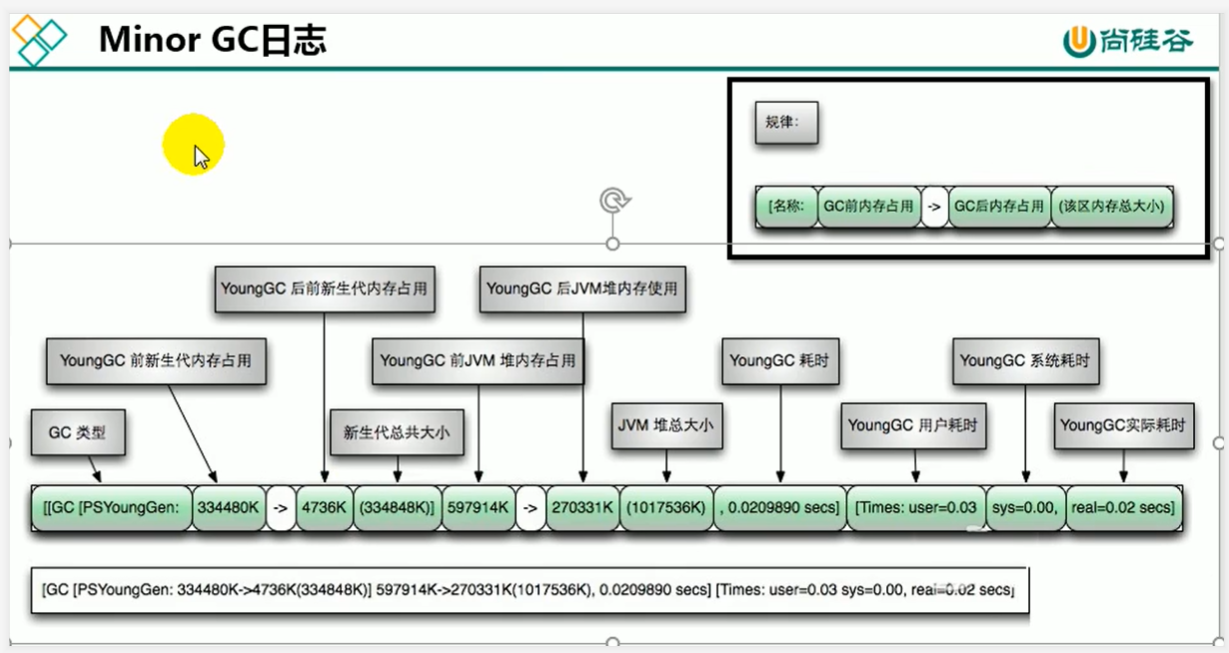 Minor GC日志
尚硅谷
规律:
[名称: GC前内存占用 -> GC后内存占用 (该区内存总大小)
YoungGC 后前新生代内存占用 YoungGC 后JVM堆内存使用
YoungGC 前新生代内存占用 YoungGC 前JVM 堆内存占用 YoungGC 耗时 YoungGC 系统耗时
GC 类型 新生代总共大小 JVM 堆总大小 YoungGC 用户耗时 YoungGC实际耗时
[[GC [PSYoungGen: 334480K -> 4736K (334848K)] 597914K -> 270331K (1017536K) , 0.0209890 secs] [Times: user=0.03 sys=0.00, real=0.02 secs]
[GC [PSYoungGen: 334480K->4736K(334848K)] 597914K->270331K(1017536K), 0.0209890 secs] [Times: user=0.03 sys=0.00, real=0.02 secs]